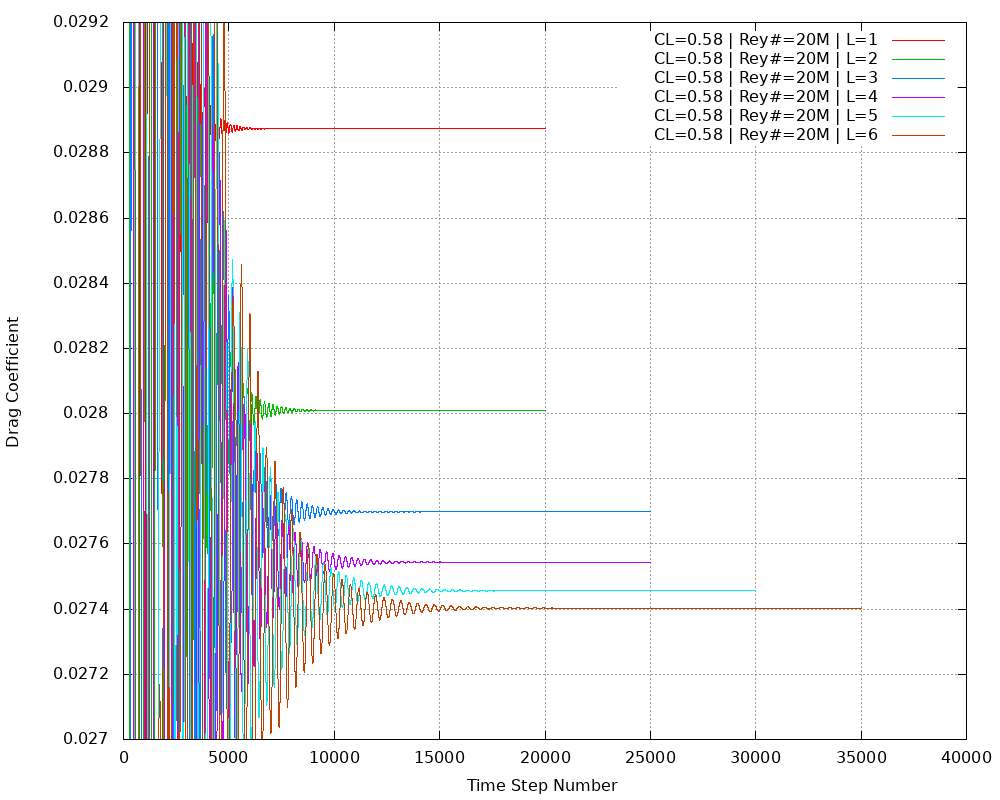 0.0292
0.029
0.0288
0.0286
0.0284
0.0282
0.028
0.0278
0.0276
0.0274
0.0272
0.027
Drag Coefficient
CL=0.58 | Rey#=20M | L=1
CL=0.58 | Rey#=20M | L=2
CL=0.58 | Rey#=20M | L=3
CL=0.58 | Rey#=20M | L=4
CL=0.58 | Rey#=20M | L=5
CL=0.58 | Rey#=20M | L=6
0 5000 10000 15000 20000 25000 30000 35000 40000
Time Step Number